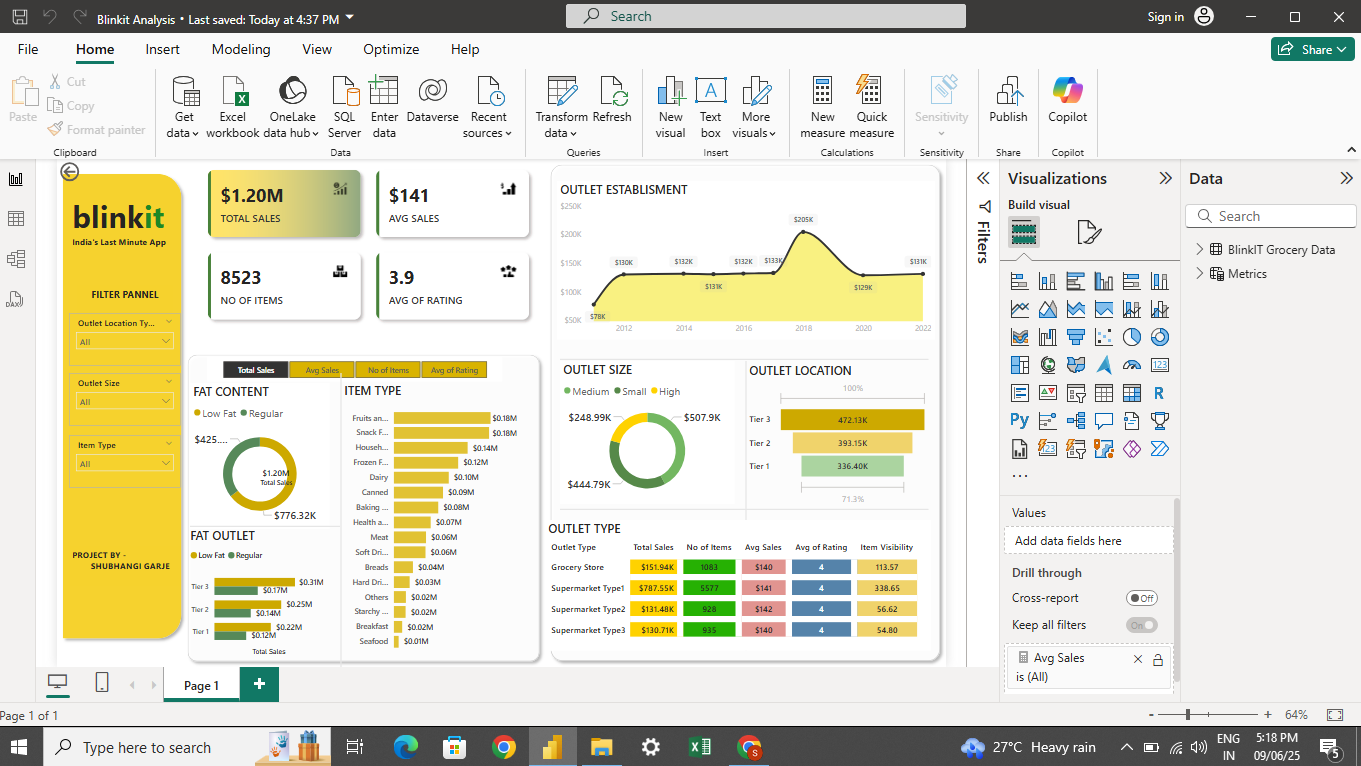 Blinkit Analysis • Last saved: Today at 4:37 PM
Search
Sign in
File
Home
Insert
Modeling
View
Optimize
Help
Share
Paste
Cut
Copy
Format painter
Clipboard
Get data
Excel workbook
OneLake data hub
SQL Server
Enter data
Dataverse
Recent sources
Data
Transform data
Refresh
Queries
New visual
Text box
More visuals
Insert
New measure
Quick measure
Calculations
Sensitivity
Sensitivity
Publish
Share
Copilot
Copilot
blinkit
India's Last Minute App
FILTER PANNEL
Outlet Location Ty...
All
Outlet Size
All
Item Type
All
PROJECT BY -
SHUBHANGI GARJE
$1.20M
TOTAL SALES
$141
AVG SALES
8523
NO OF ITEMS
3.9
AVG OF RATING
Total Sales
Avg Sales
No of Items
Avg of Rating
FAT CONTENT
Low Fat Regular
$425....
$1.20M
Total Sales
$776.32K
FAT OUTLET
Low Fat Regular
Tier 3 $0.31M
$0.17M
Tier 2 $0.25M
$0.14M
Tier 1 $0.22M
$0.12M
Total Sales
ITEM TYPE
Fruits an... $0.18M
Snack F... $0.18M
Househ... $0.14M
Frozen F... $0.12M
Dairy $0.10M
Canned $0.09M
Baking ... $0.08M
Health a... $0.07M
Meat $0.06M
Soft Dri... $0.06M
Breads $0.04M
Hard Dri... $0.03M
Others $0.02M
Starchy ... $0.02M
Breakfast $0.02M
Seafood $0.01M
OUTLET ESTABLISMENT
$250K
$200K
$150K
$100K
$50K
$78K
$130K
$132K
$131K
$132K
$133K
$205K
$129K
$131K
2012 2014 2016 2018 2020 2022
OUTLET SIZE
Medium Small High
$248.99K
$507.9K
$444.79K
OUTLET LOCATION
100%
Tier 3 472.13K
Tier 2 393.15K
Tier 1 336.40K
71.3%
OUTLET TYPE
Outlet Type Total Sales No of Items Avg Sales Avg of Rating Item Visibility
Grocery Store $151.94K 1083 $140 4 113.57
Supermarket Type1 $787.55K 5577 $141 4 338.65
Supermarket Type2 $131.48K 928 $142 4 56.62
Supermarket Type3 $130.71K 935 $140 4 54.80
Filters
Visualizations
Build visual
123
R
Py
...
Values
Add data fields here
Drill through
Cross-report
Off
Keep all filters
On
Avg Sales
is (All)
Data
Search
BlinkIT Grocery Data
Metrics
DAX
Page 1
+
Page 1 of 1
- + 64%
Type here to search
27°C Heavy rain
ENG
IN
5:18 PM
09/06/25
5